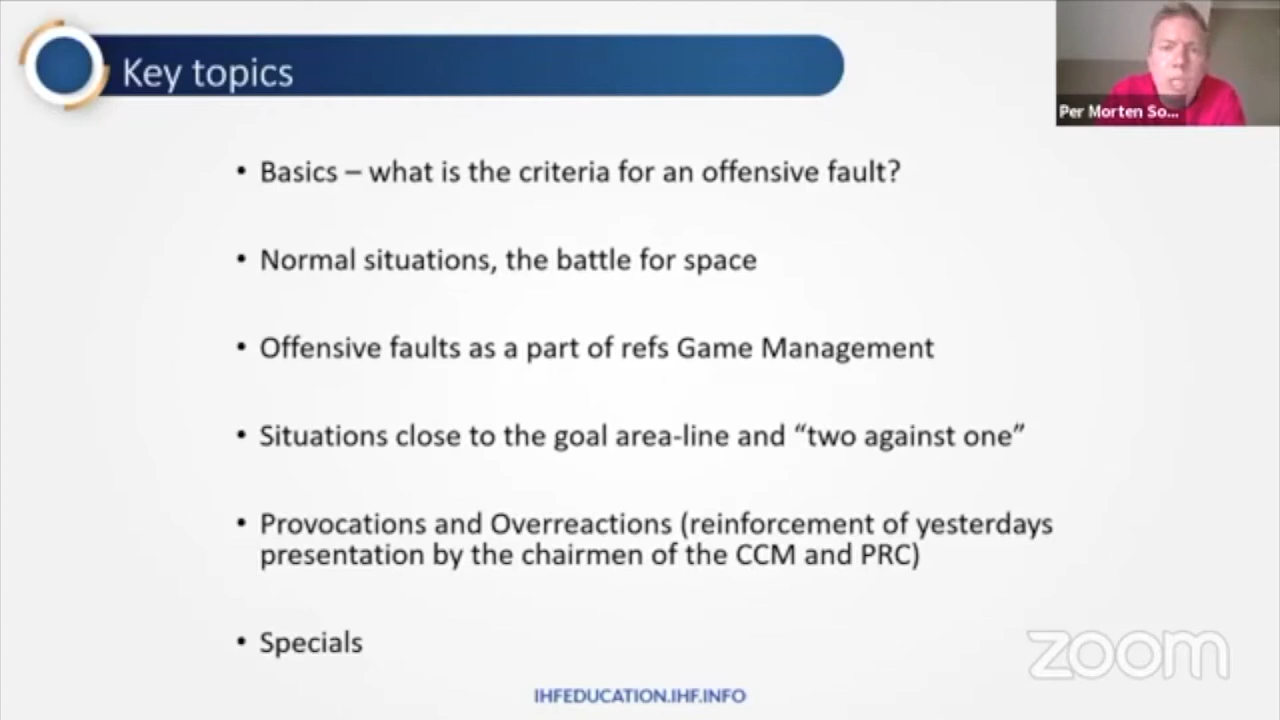 Key topics
Per Morten So...
• Basics – what is the criteria for an offensive fault?
• Normal situations, the battle for space
• Offensive faults as a part of refs Game Management
• Situations close to the goal area-line and “two against one”
• Provocations and Overreactions (reinforcement of yesterdays
presentation by the chairmen of the CCM and PRC)
• Specials
zoom
IHFEDUCATION.IHF.INFO